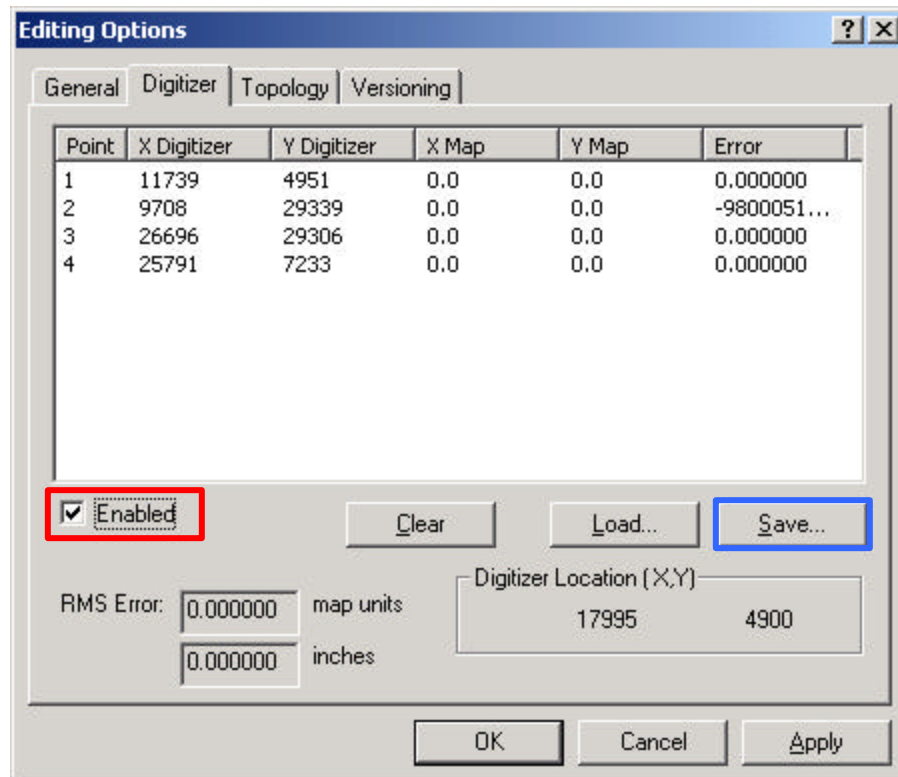 Editing Options
General Digitizer Topology Versioning
Point X Digitizer Y Digitizer X Map Y Map Error
1 11739 4951 0.0 0.0 0.000000
2 9708 29339 0.0 0.0 -9800051...
3 26696 29306 0.0 0.0 0.000000
4 25791 7233 0.0 0.0 0.000000
Enabled Clear Load... Save...
Digitizer Location (X,Y)
RMS Error: 0.000000 map units 17995 4900
0.000000 inches
OK Cancel Apply